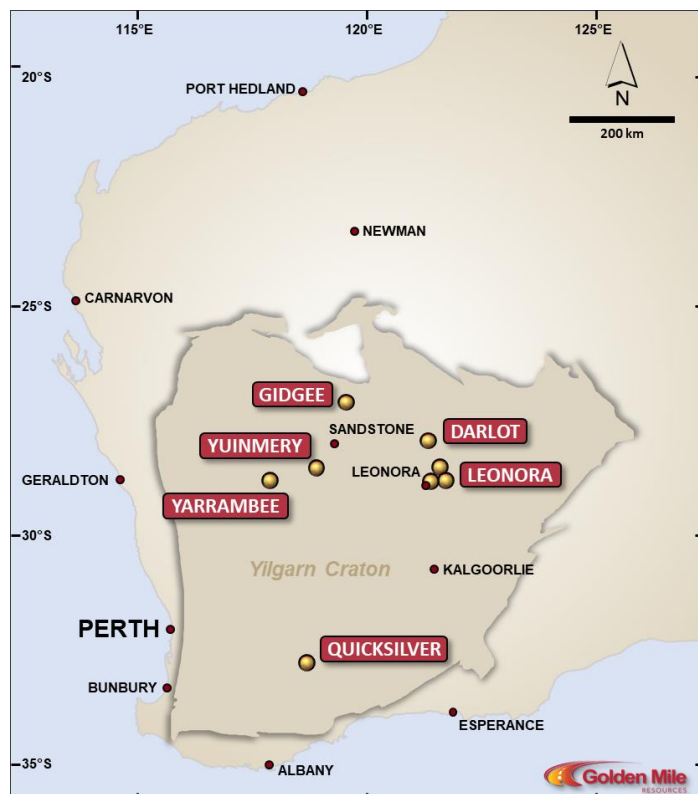 115°E
120°E
125°E
20°S
PORT HEDLAND
N
200 km
NEWMAN
25°S
CARNARVON
GIDGEE
SANDSTONE
DARLOT
YUINMERY
LEONORA
LEONORA
GERALDTON
YARRAMBEE
30°S
Yilgarn Craton
KALGOORLIE
PERTH
QUICKSILVER
BUNBURY
ESPERANCE
35°S
ALBANY
Golden Mile
RESOURCES